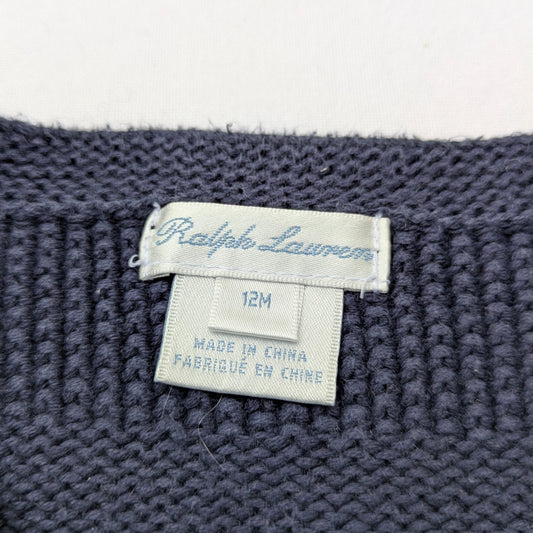 Ralph Lauren
12M
MADE IN CHINA
FABRIQUÉ EN CHINE